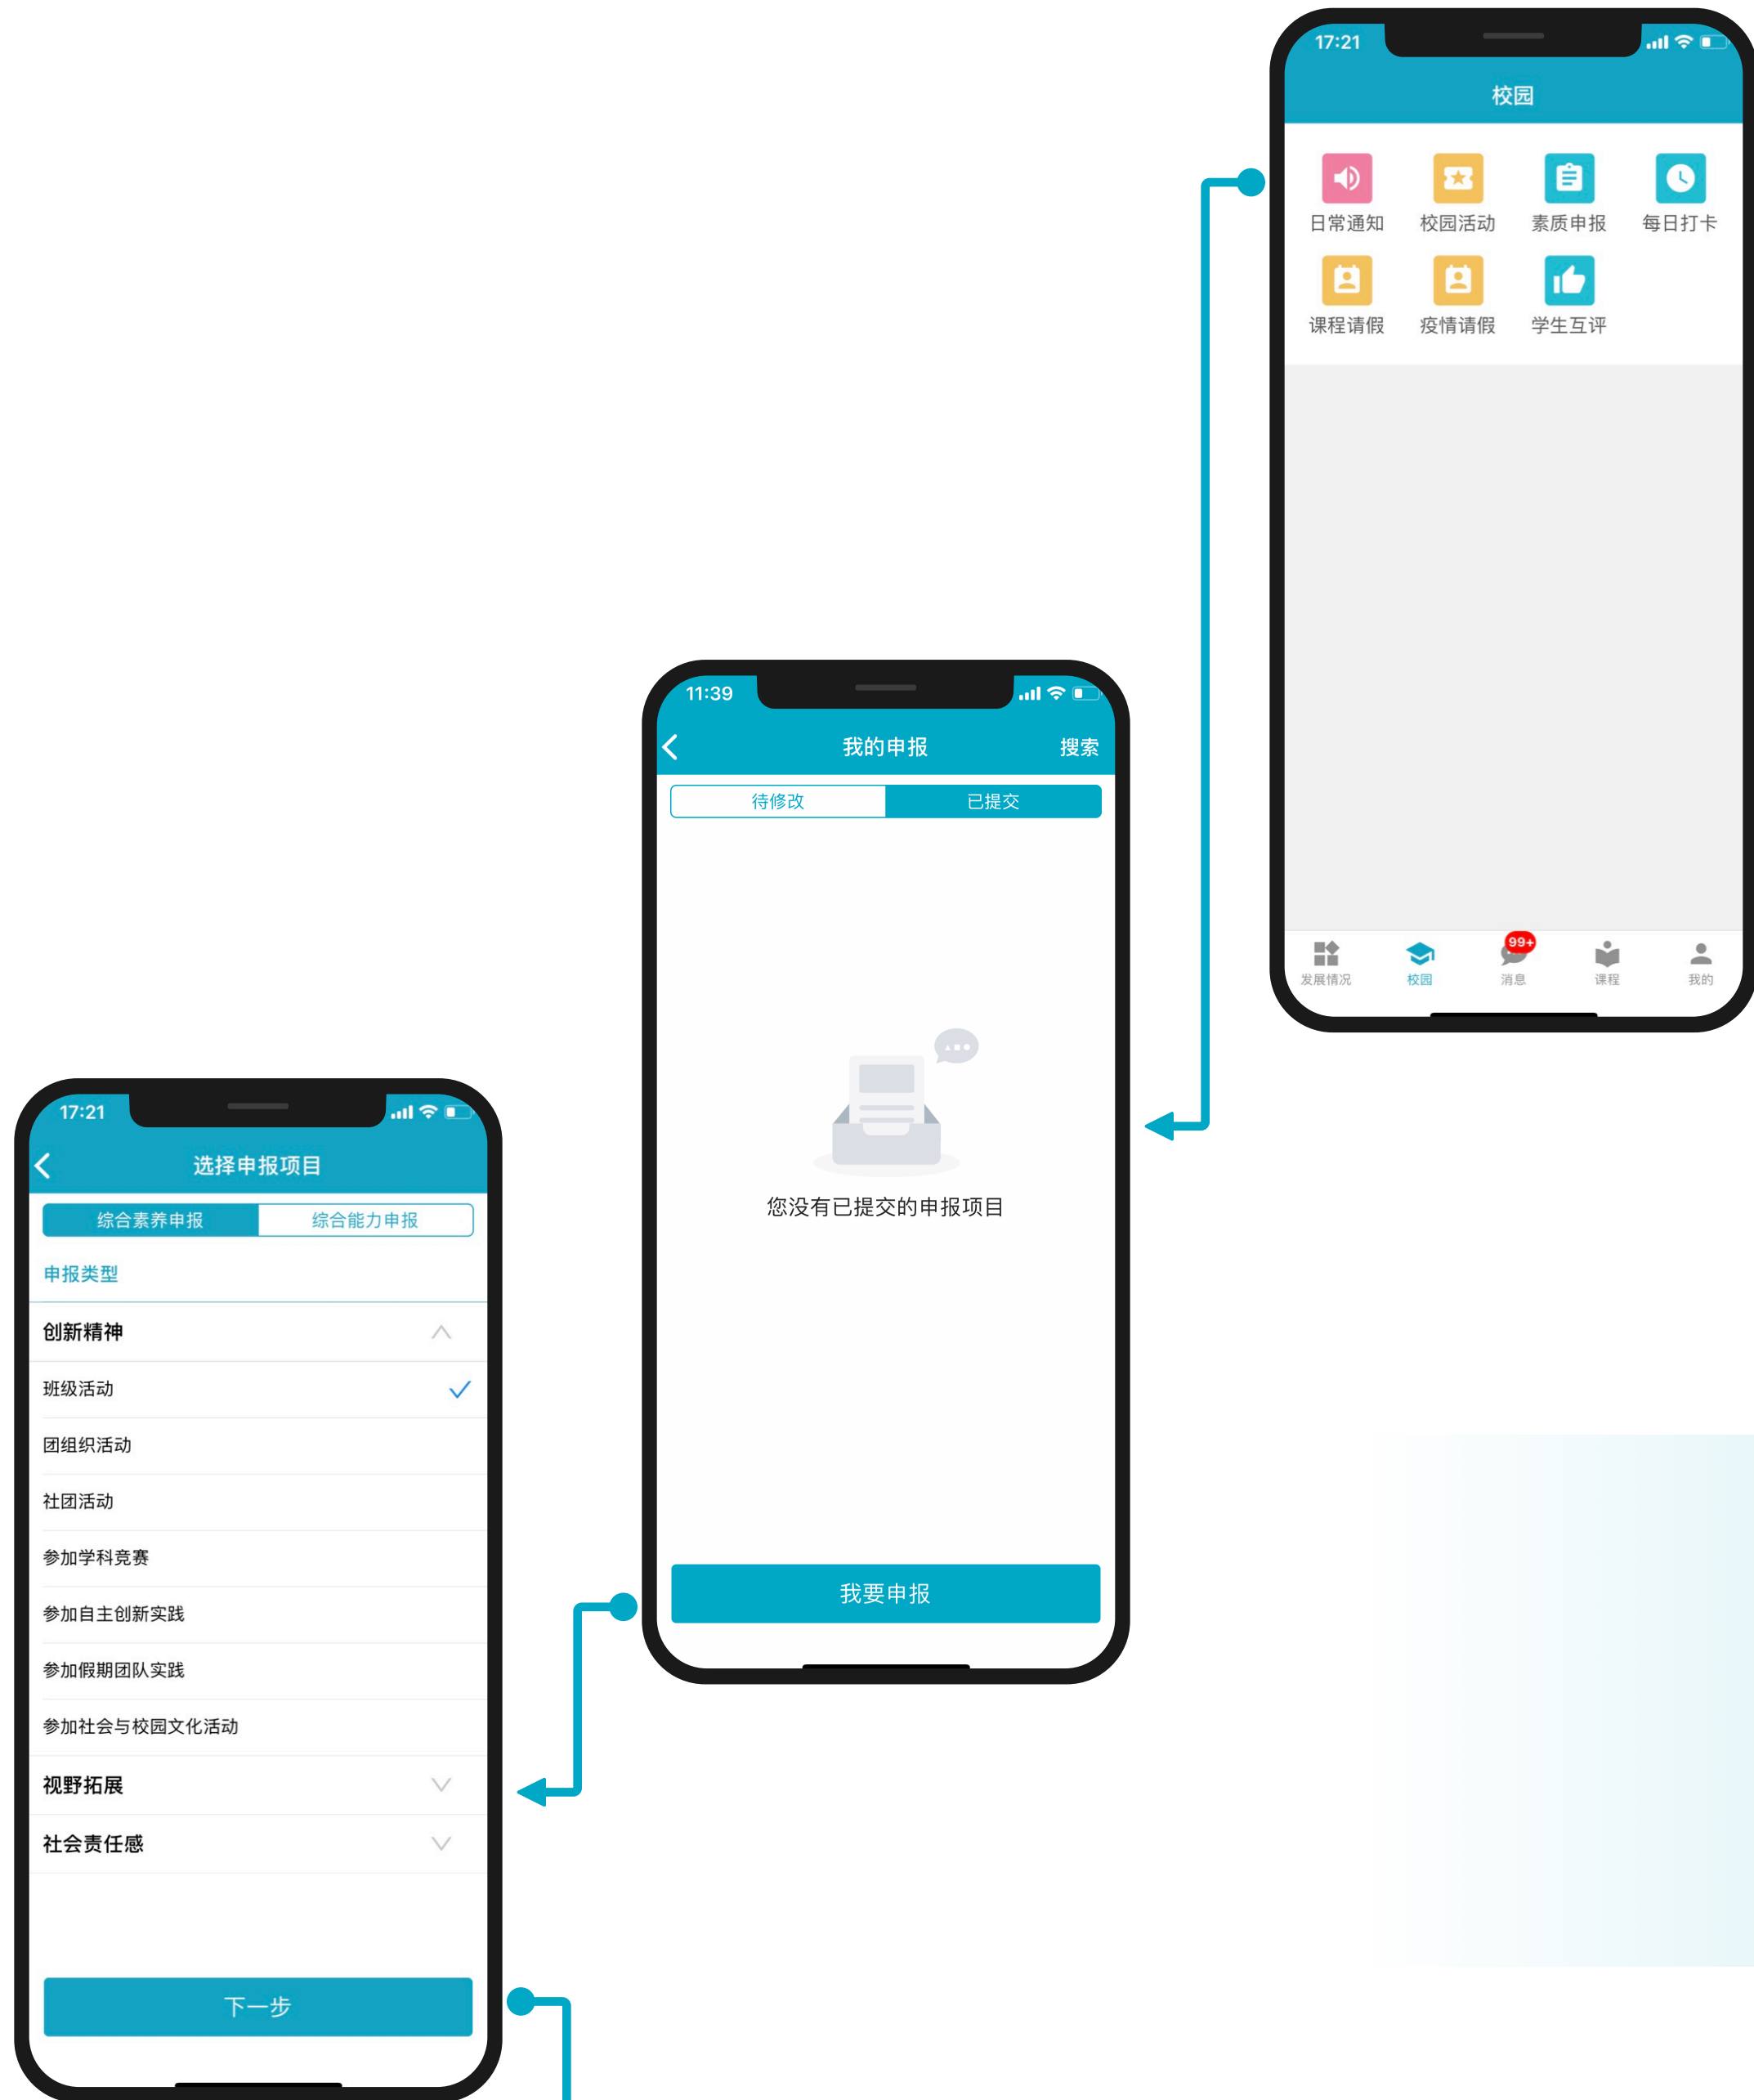 17:21
校园
日常通知
校园活动
素质申报
每日打卡
课程请假
疫情请假
学生互评
99+
发展情况
校园
消息
课程
我的
11:39
我的申报
搜索
待修改
已提交
您没有已提交的申报项目
我要申报
17:21
选择申报项目
综合素养申报
综合能力申报
申报类型
创新精神
班级活动
团组织活动
社团活动
参加学科竞赛
参加自主创新实践
参加假期团队实践
参加社会与校园文化活动
视野拓展
社会责任感
下一步